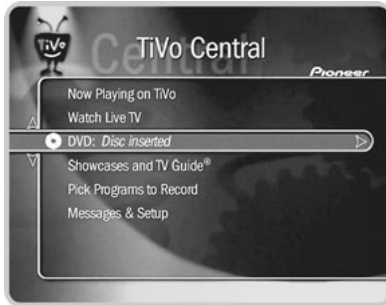 TiVo
TiVo Central
Central
Pioneer
Now Playing on TiVo
Watch Live TV
DVD: Disc inserted
Showcases and TV Guide®
Pick Programs to Record
Messages & Setup